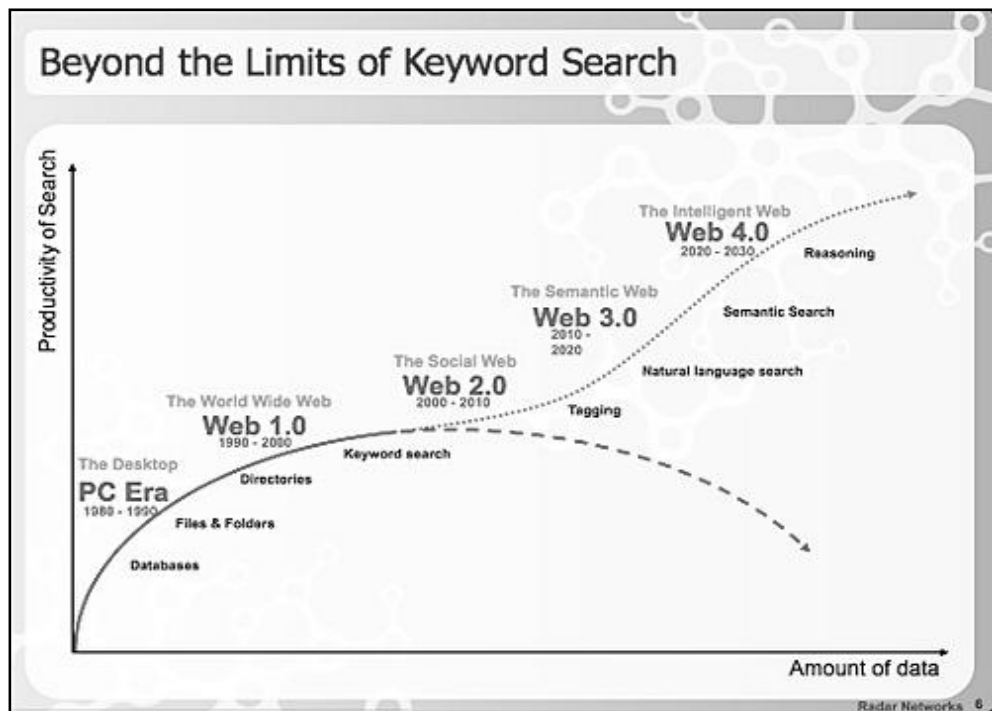 Beyond the Limits of Keyword Search
Productivity of Search
The Intelligent Web
Web 4.0
2020 - 2030
Reasoning
The Semantic Web
Web 3.0
2010 -
2020
Semantic Search
The Social Web
Web 2.0
2000 - 2010
Natural language search
Tagging
The World Wide Web
Web 1.0
1990 - 2000
Keyword search
The Desktop
PC Era
1980 - 1990
Directories
Files & Folders
Databases
Amount of data
Radar Networks 6